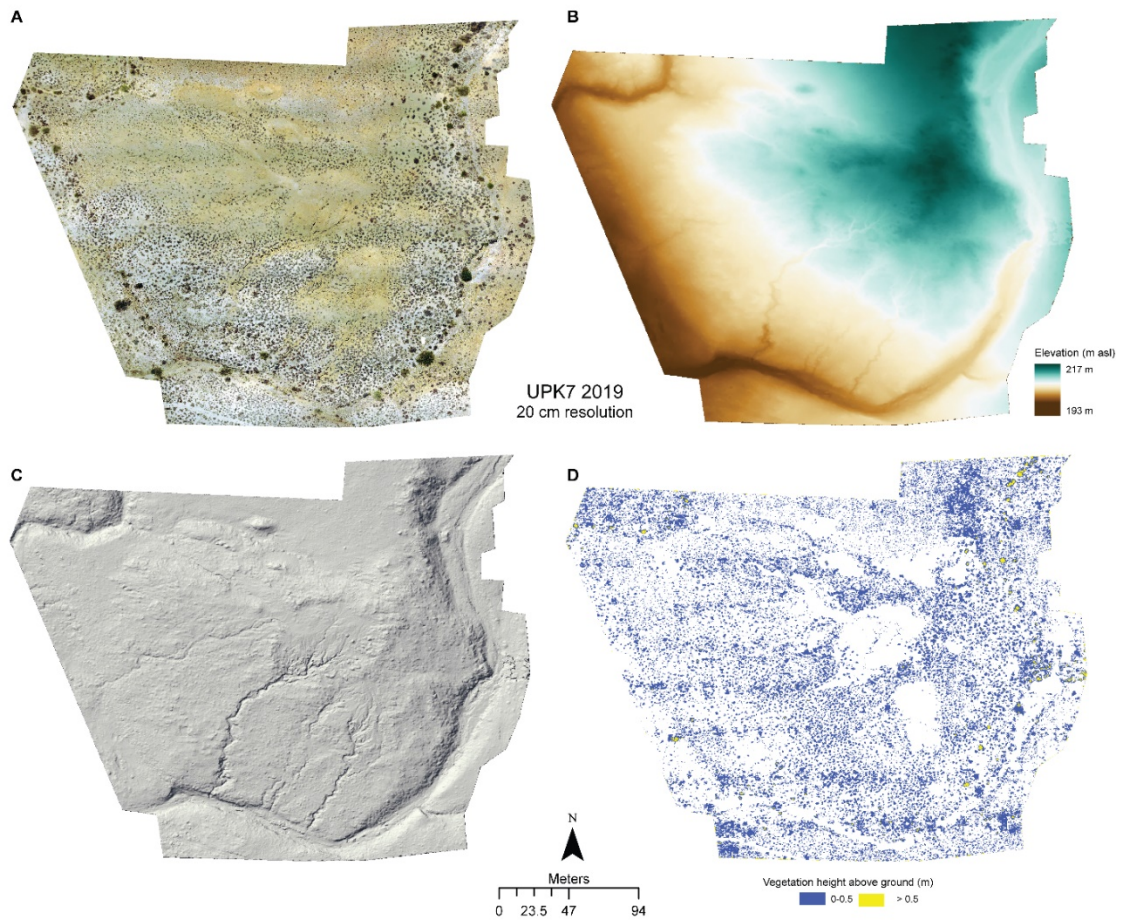 A
B
UPK7 2019
20 cm resolution
Elevation (m asl)
217 m
193 m
C
D
N
Meters
0 23.5 47 94
Vegetation height above ground (m)
0-0.5 > 0.5